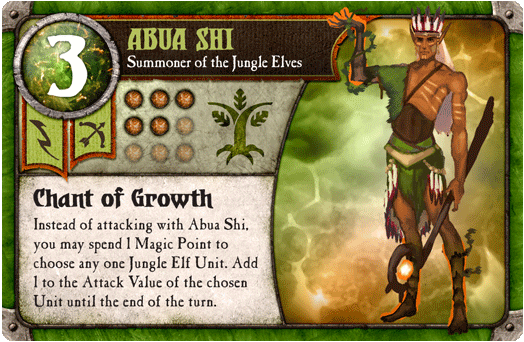 3
ABUA SHI
Summoner of the Jungle Elves
Chant of Growth
Instead of attacking with Abua Shi,
you may spend 1 Magic Point to
choose any one Jungle Elf Unit. Add
1 to the Attack Value of the chosen
Unit until the end of the turn.